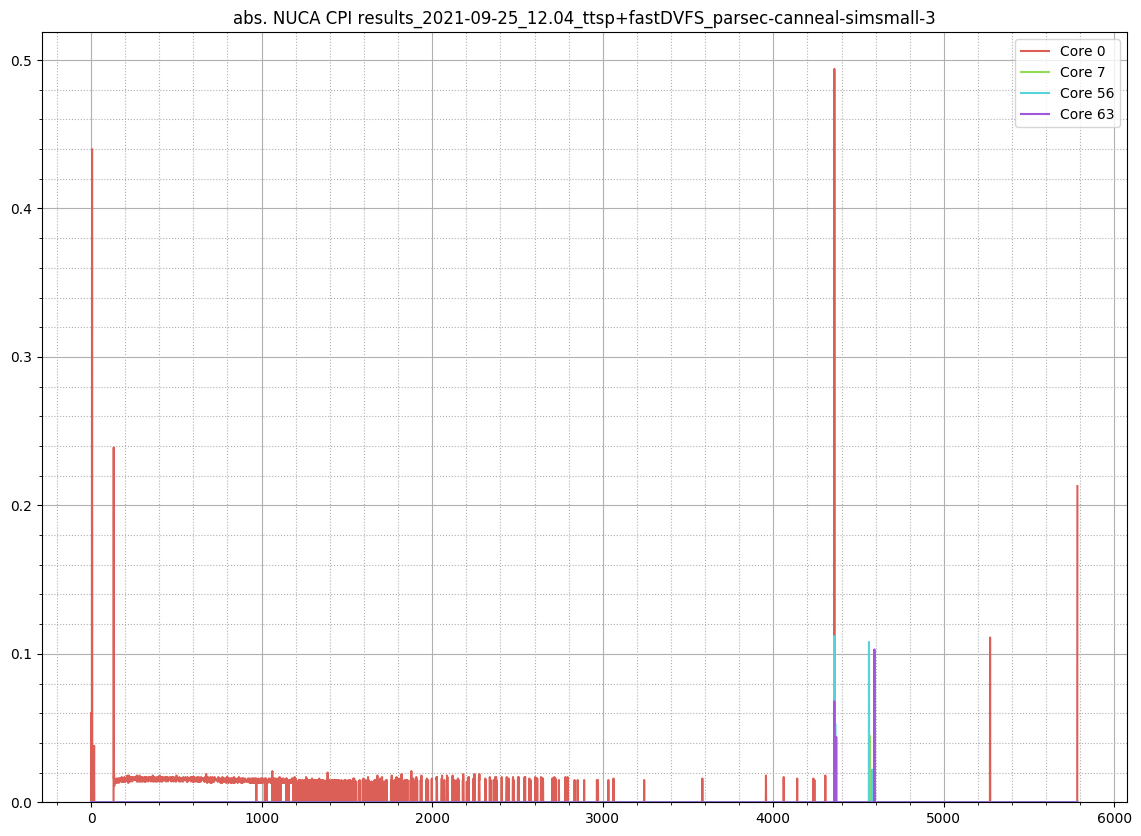 abs. NUCA CPI results_2021-09-25_12.04_ttsp+fastDVFS_parsec-canneal-simsmall-3
Core 0
Core 7
Core 56
Core 63
0.5
0.4
0.3
0.2
0.1
0.0
0 1000 2000 3000 4000 5000 6000